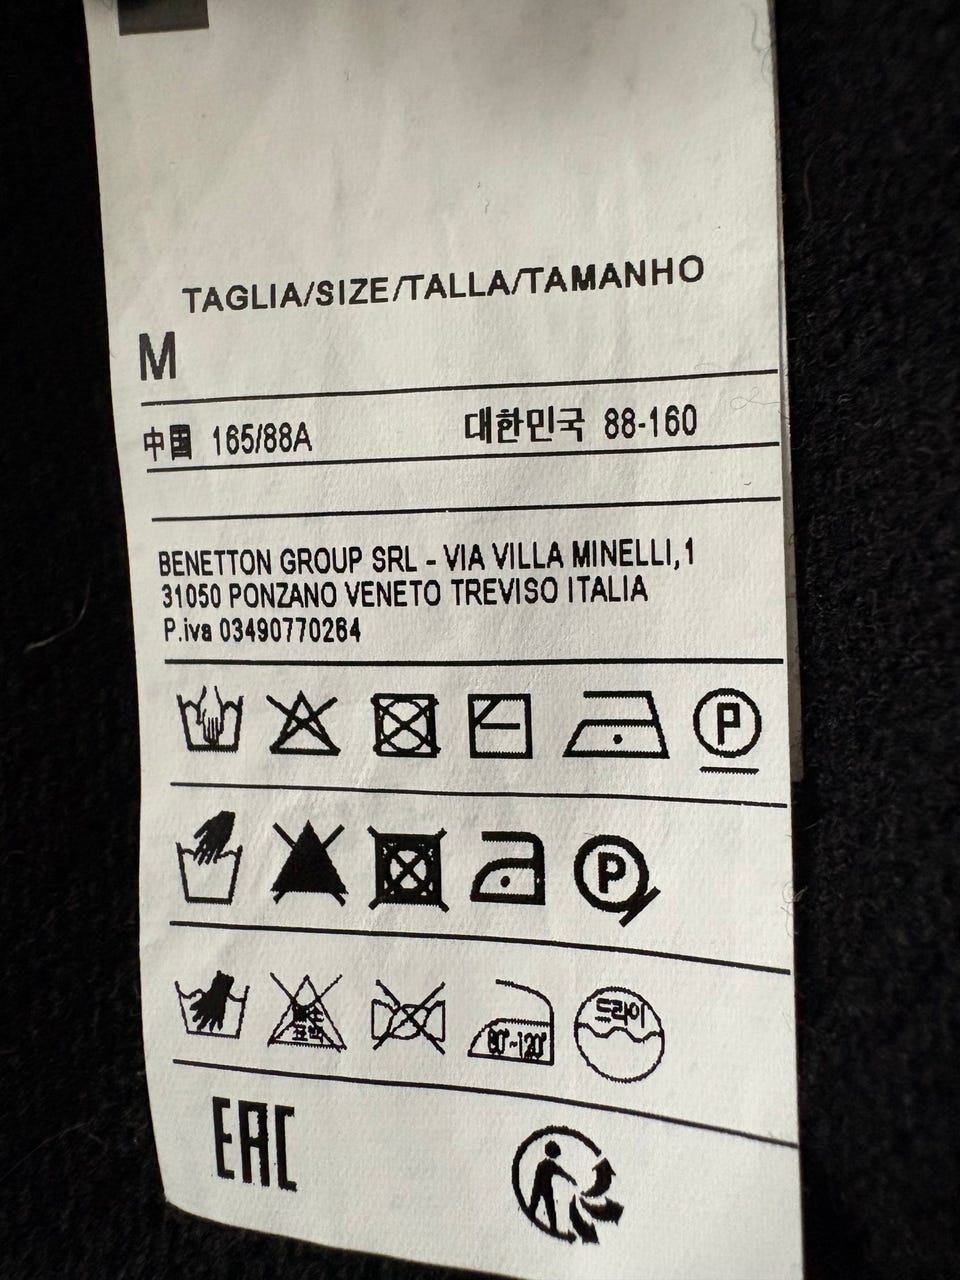 TAGLIA/SIZE/TALLA/TAMANHO
M
中国 165/88A 대한민국 88-160
BENETTON GROUP SRL - VIA VILLA MINELLI, 1
31050 PONZANO VENETO TREVISO ITALIA
P.iva 03490770264
P
P
드라이
80~120
EAC